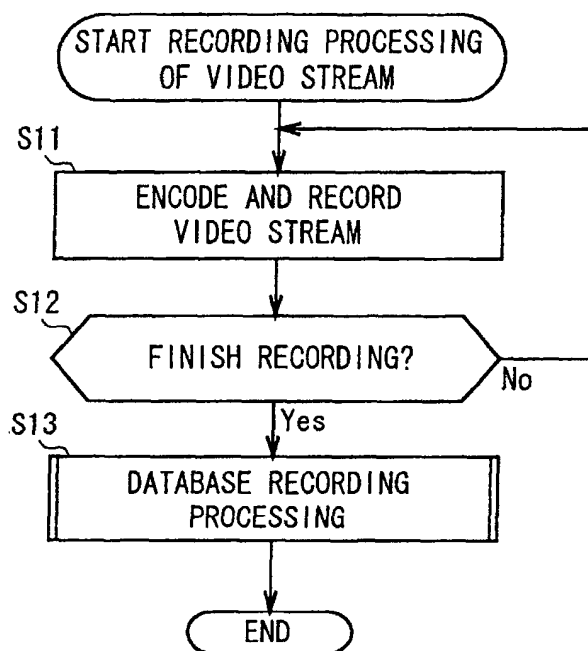 START RECORDING PROCESSING
OF VIDEO STREAM
S11
ENCODE AND RECORD
VIDEO STREAM
S12
FINISH RECORDING?
No
Yes
S13
DATABASE RECORDING
PROCESSING
END